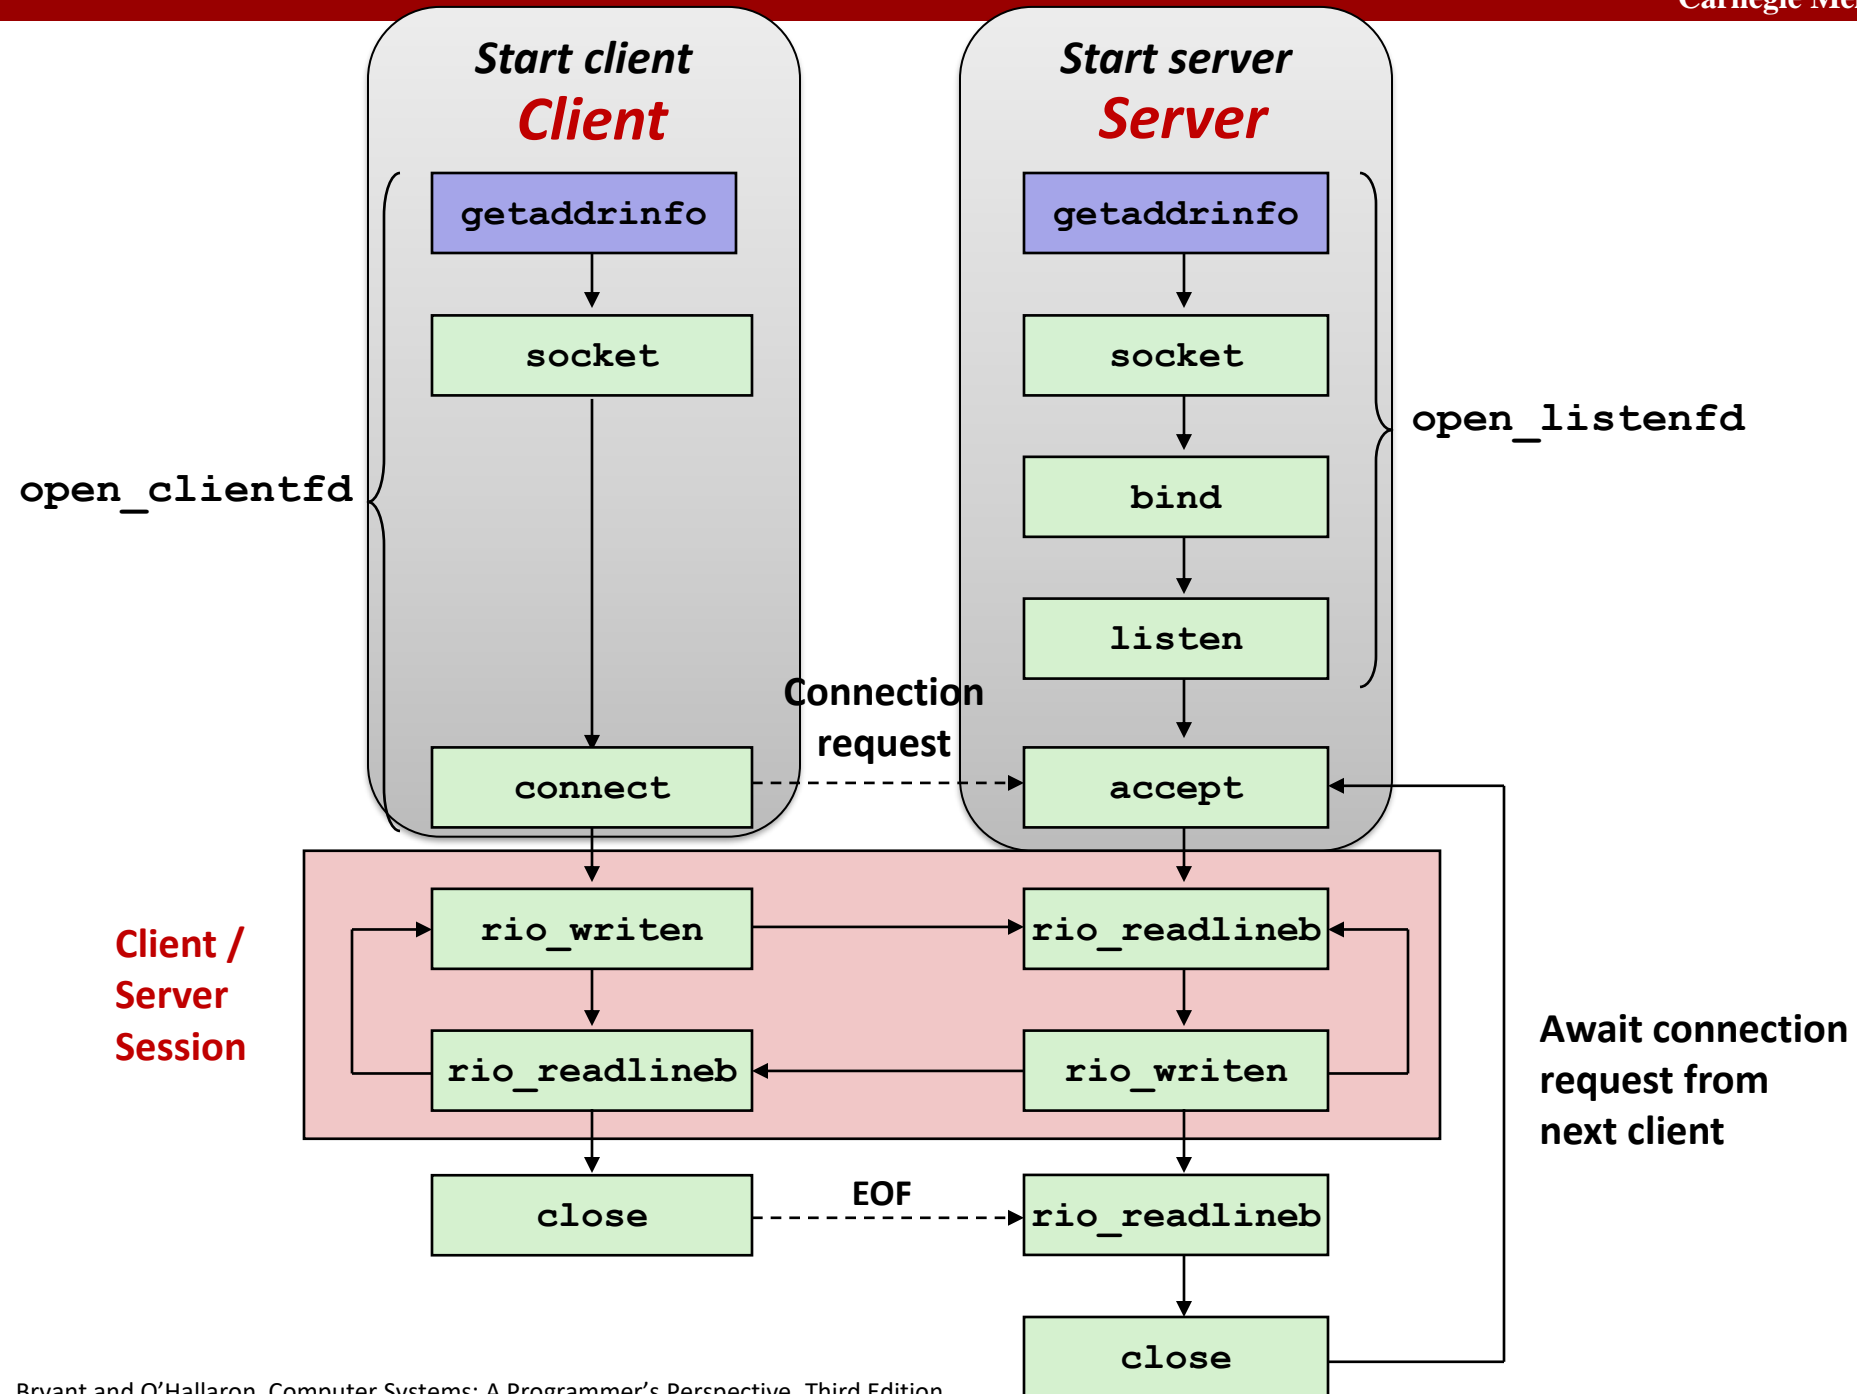 Start client
Client
Start server
Server
getaddrinfo
getaddrinfo
socket
socket
open_listenfd
open_clientfd
bind
listen
Connection
request
connect
accept
Client /
Server
Session
rio_writen
rio_readlineb
rio_readlineb
rio_writen
Await connection
request from
next client
close
EOF
rio_readlineb
close
Bryant and O'Hallaron, Computer Systems: A Programmer's Perspective, Third Edition